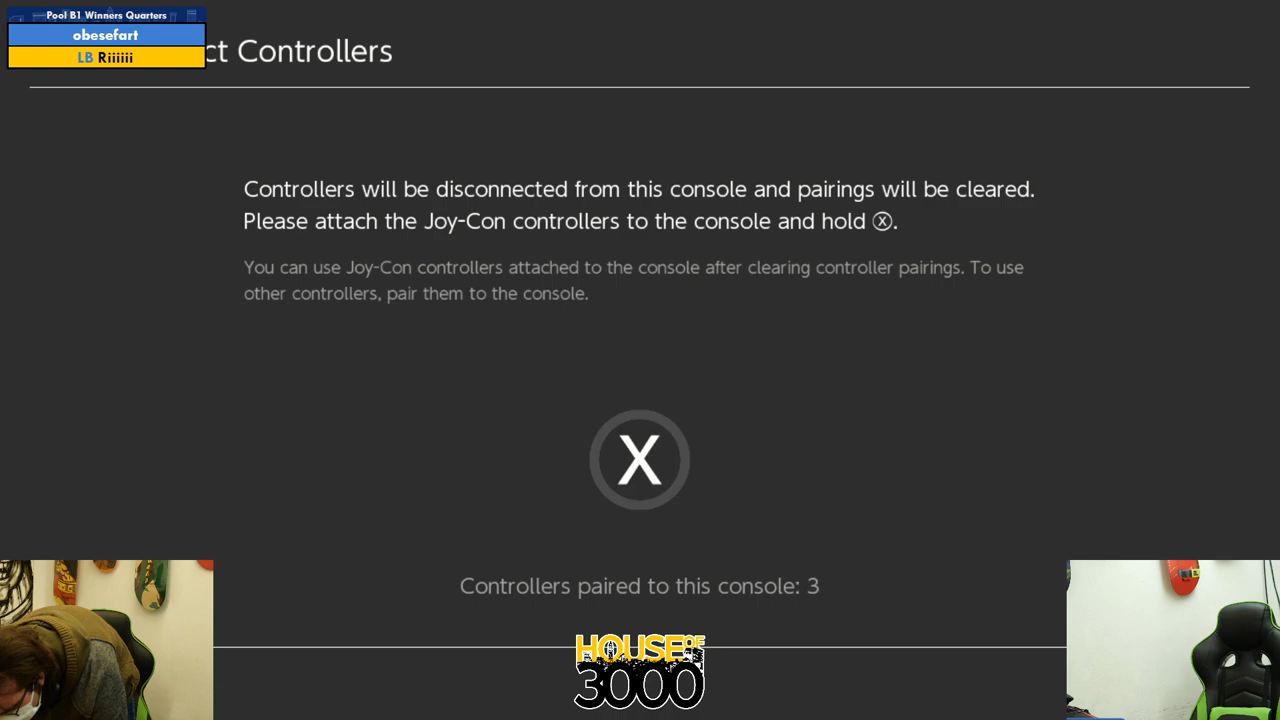 Pool B1 Winners Quarters
obesefart
LB Riiiiii
ct Controllers
Controllers will be disconnected from this console and pairings will be cleared.
Please attach the Joy-Con controllers to the console and hold Ⓧ.
You can use Joy-Con controllers attached to the console after clearing controller pairings. To use
other controllers, pair them to the console.
X
Controllers paired to this console: 3
HOUSE OF
3000